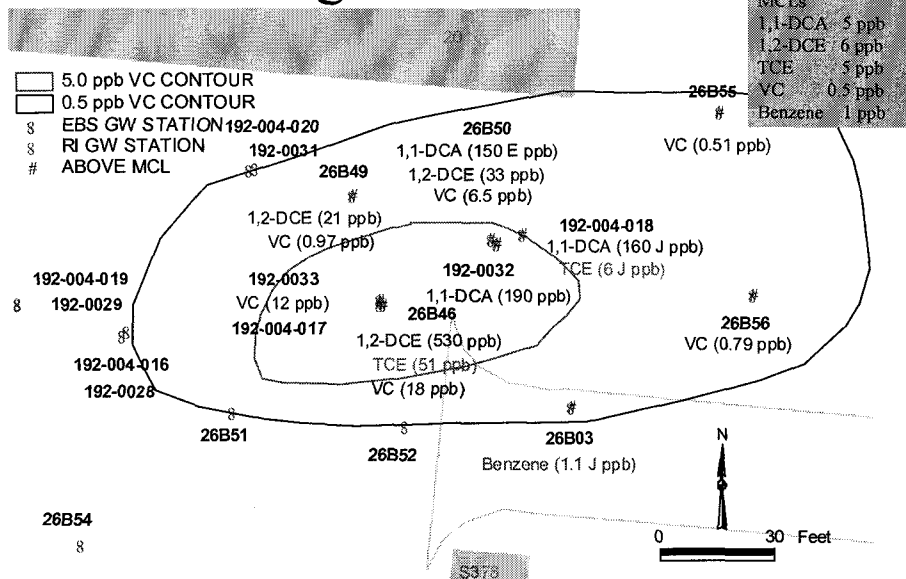 MCLs
1,1-DCA 5 ppb
1,2-DCE 6 ppb
TCE 5 ppb
VC 0.5 ppb
Benzene 1 ppb
20
5.0 ppb VC CONTOUR
0.5 ppb VC CONTOUR
8 EBS GW STATION
8 RI GW STATION
# ABOVE MCL
192-004-020
192-0031
26B50
1,1-DCA (150 E ppb)
1,2-DCE (33 ppb)
VC (6.5 ppb)
26B55
VC (0.51 ppb)
26B49
1,2-DCE (21 ppb)
VC (0.97 ppb)
192-004-018
1,1-DCA (160 J ppb)
TCE (6 J ppb)
192-004-019
192-0029
192-0033
VC (12 ppb)
192-004-017
192-0032
1,1-DCA (190 ppb)
26B46
1,2-DCE (530 ppb)
TCE (51 ppb)
VC (18 ppb)
26B56
VC (0.79 ppb)
192-004-016
192-0028
26B51
26B52
26B03
Benzene (1.1 J ppb)
26B54
N
0 30 Feet
S378